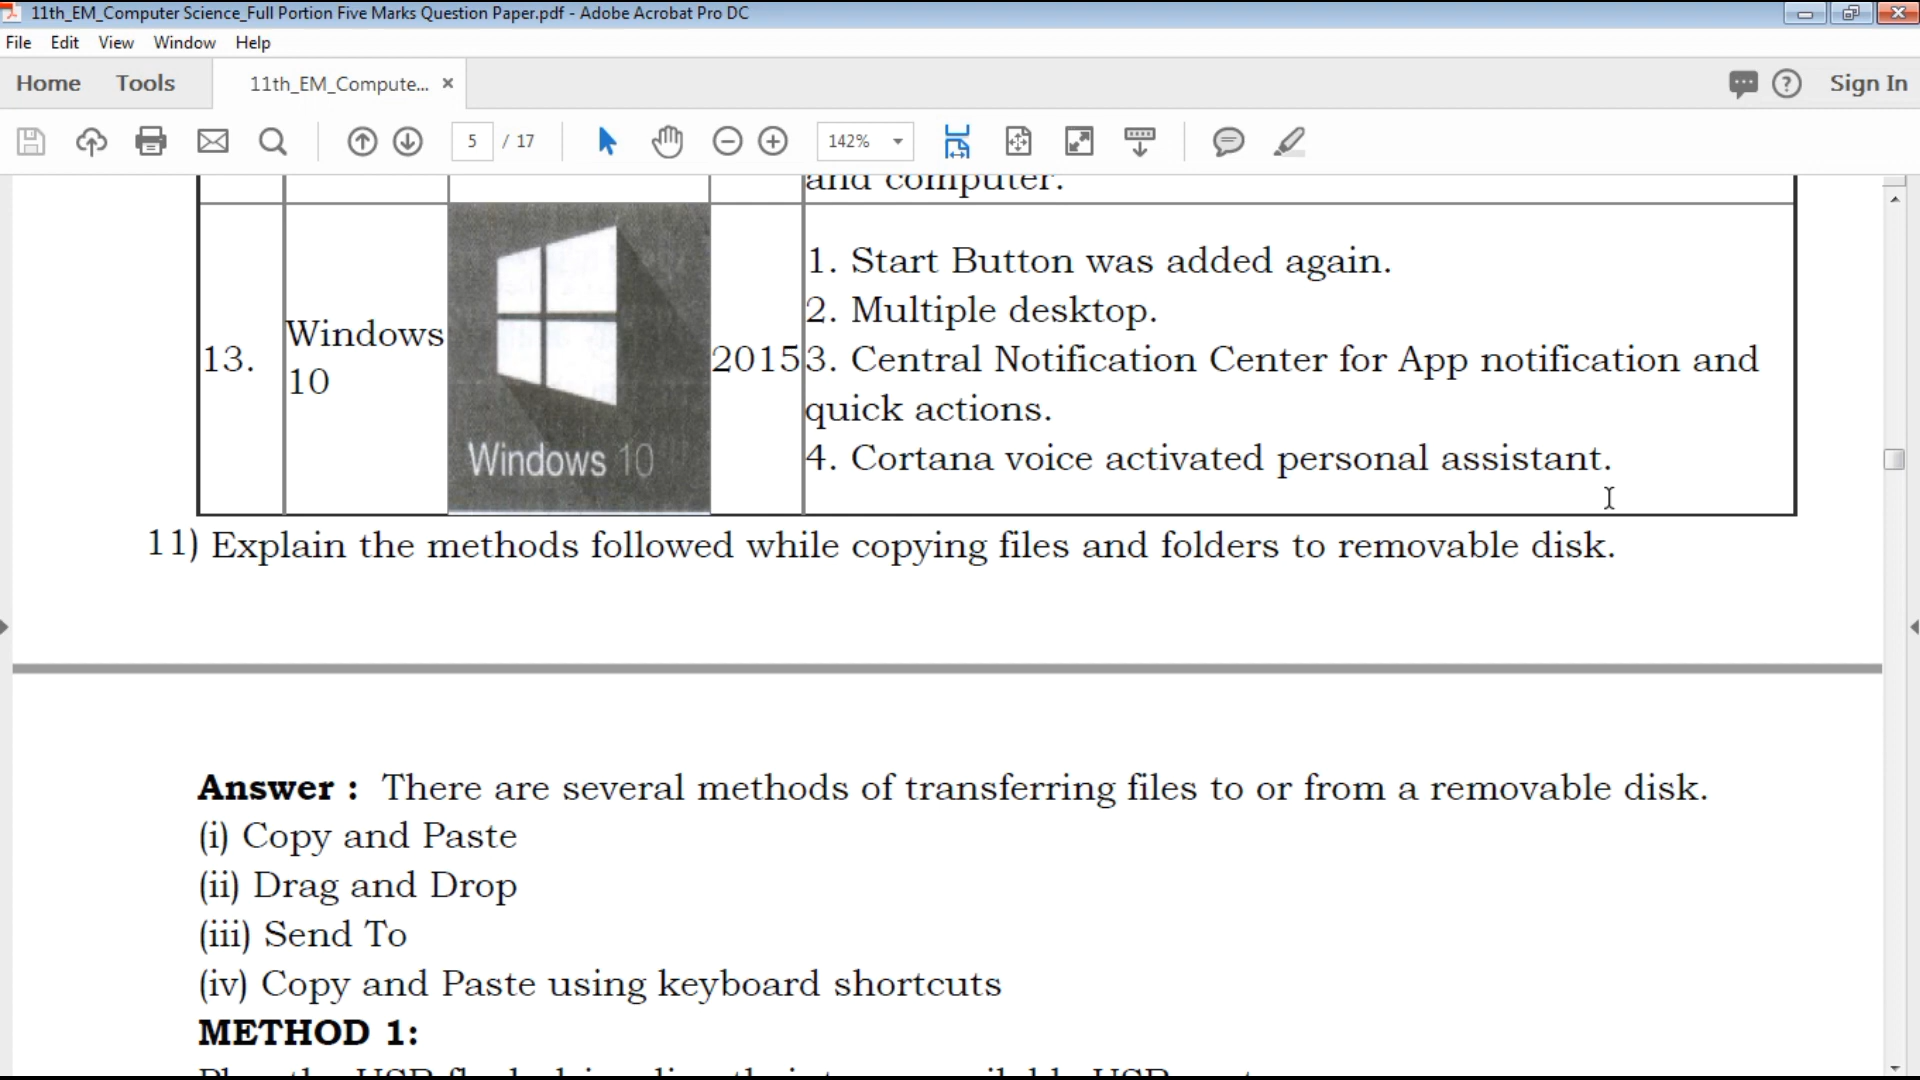 11th_EM_Computer Science_Full Portion Five Marks Question Paper.pdf - Adobe Acrobat Pro DC
File Edit View Window Help
Home Tools 11th_EM_Compute... × Sign In
5 / 17 142%
and computer.
13. Windows 10 2015
Windows 10
1. Start Button was added again.
2. Multiple desktop.
3. Central Notification Center for App notification and
quick actions.
4. Cortana voice activated personal assistant.
11) Explain the methods followed while copying files and folders to removable disk.
Answer : There are several methods of transferring files to or from a removable disk.
(i) Copy and Paste
(ii) Drag and Drop
(iii) Send To
(iv) Copy and Paste using keyboard shortcuts
METHOD 1: